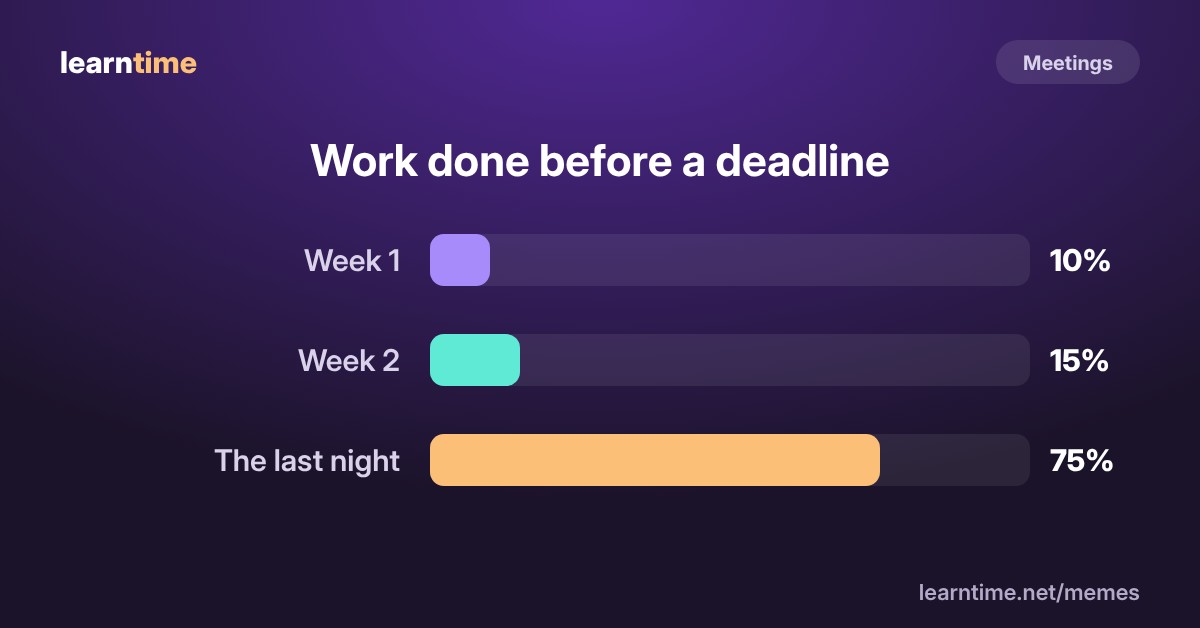 learntime
Meetings
Work done before a deadline
Week 1 10%
Week 2 15%
The last night 75%
learntime.net/memes